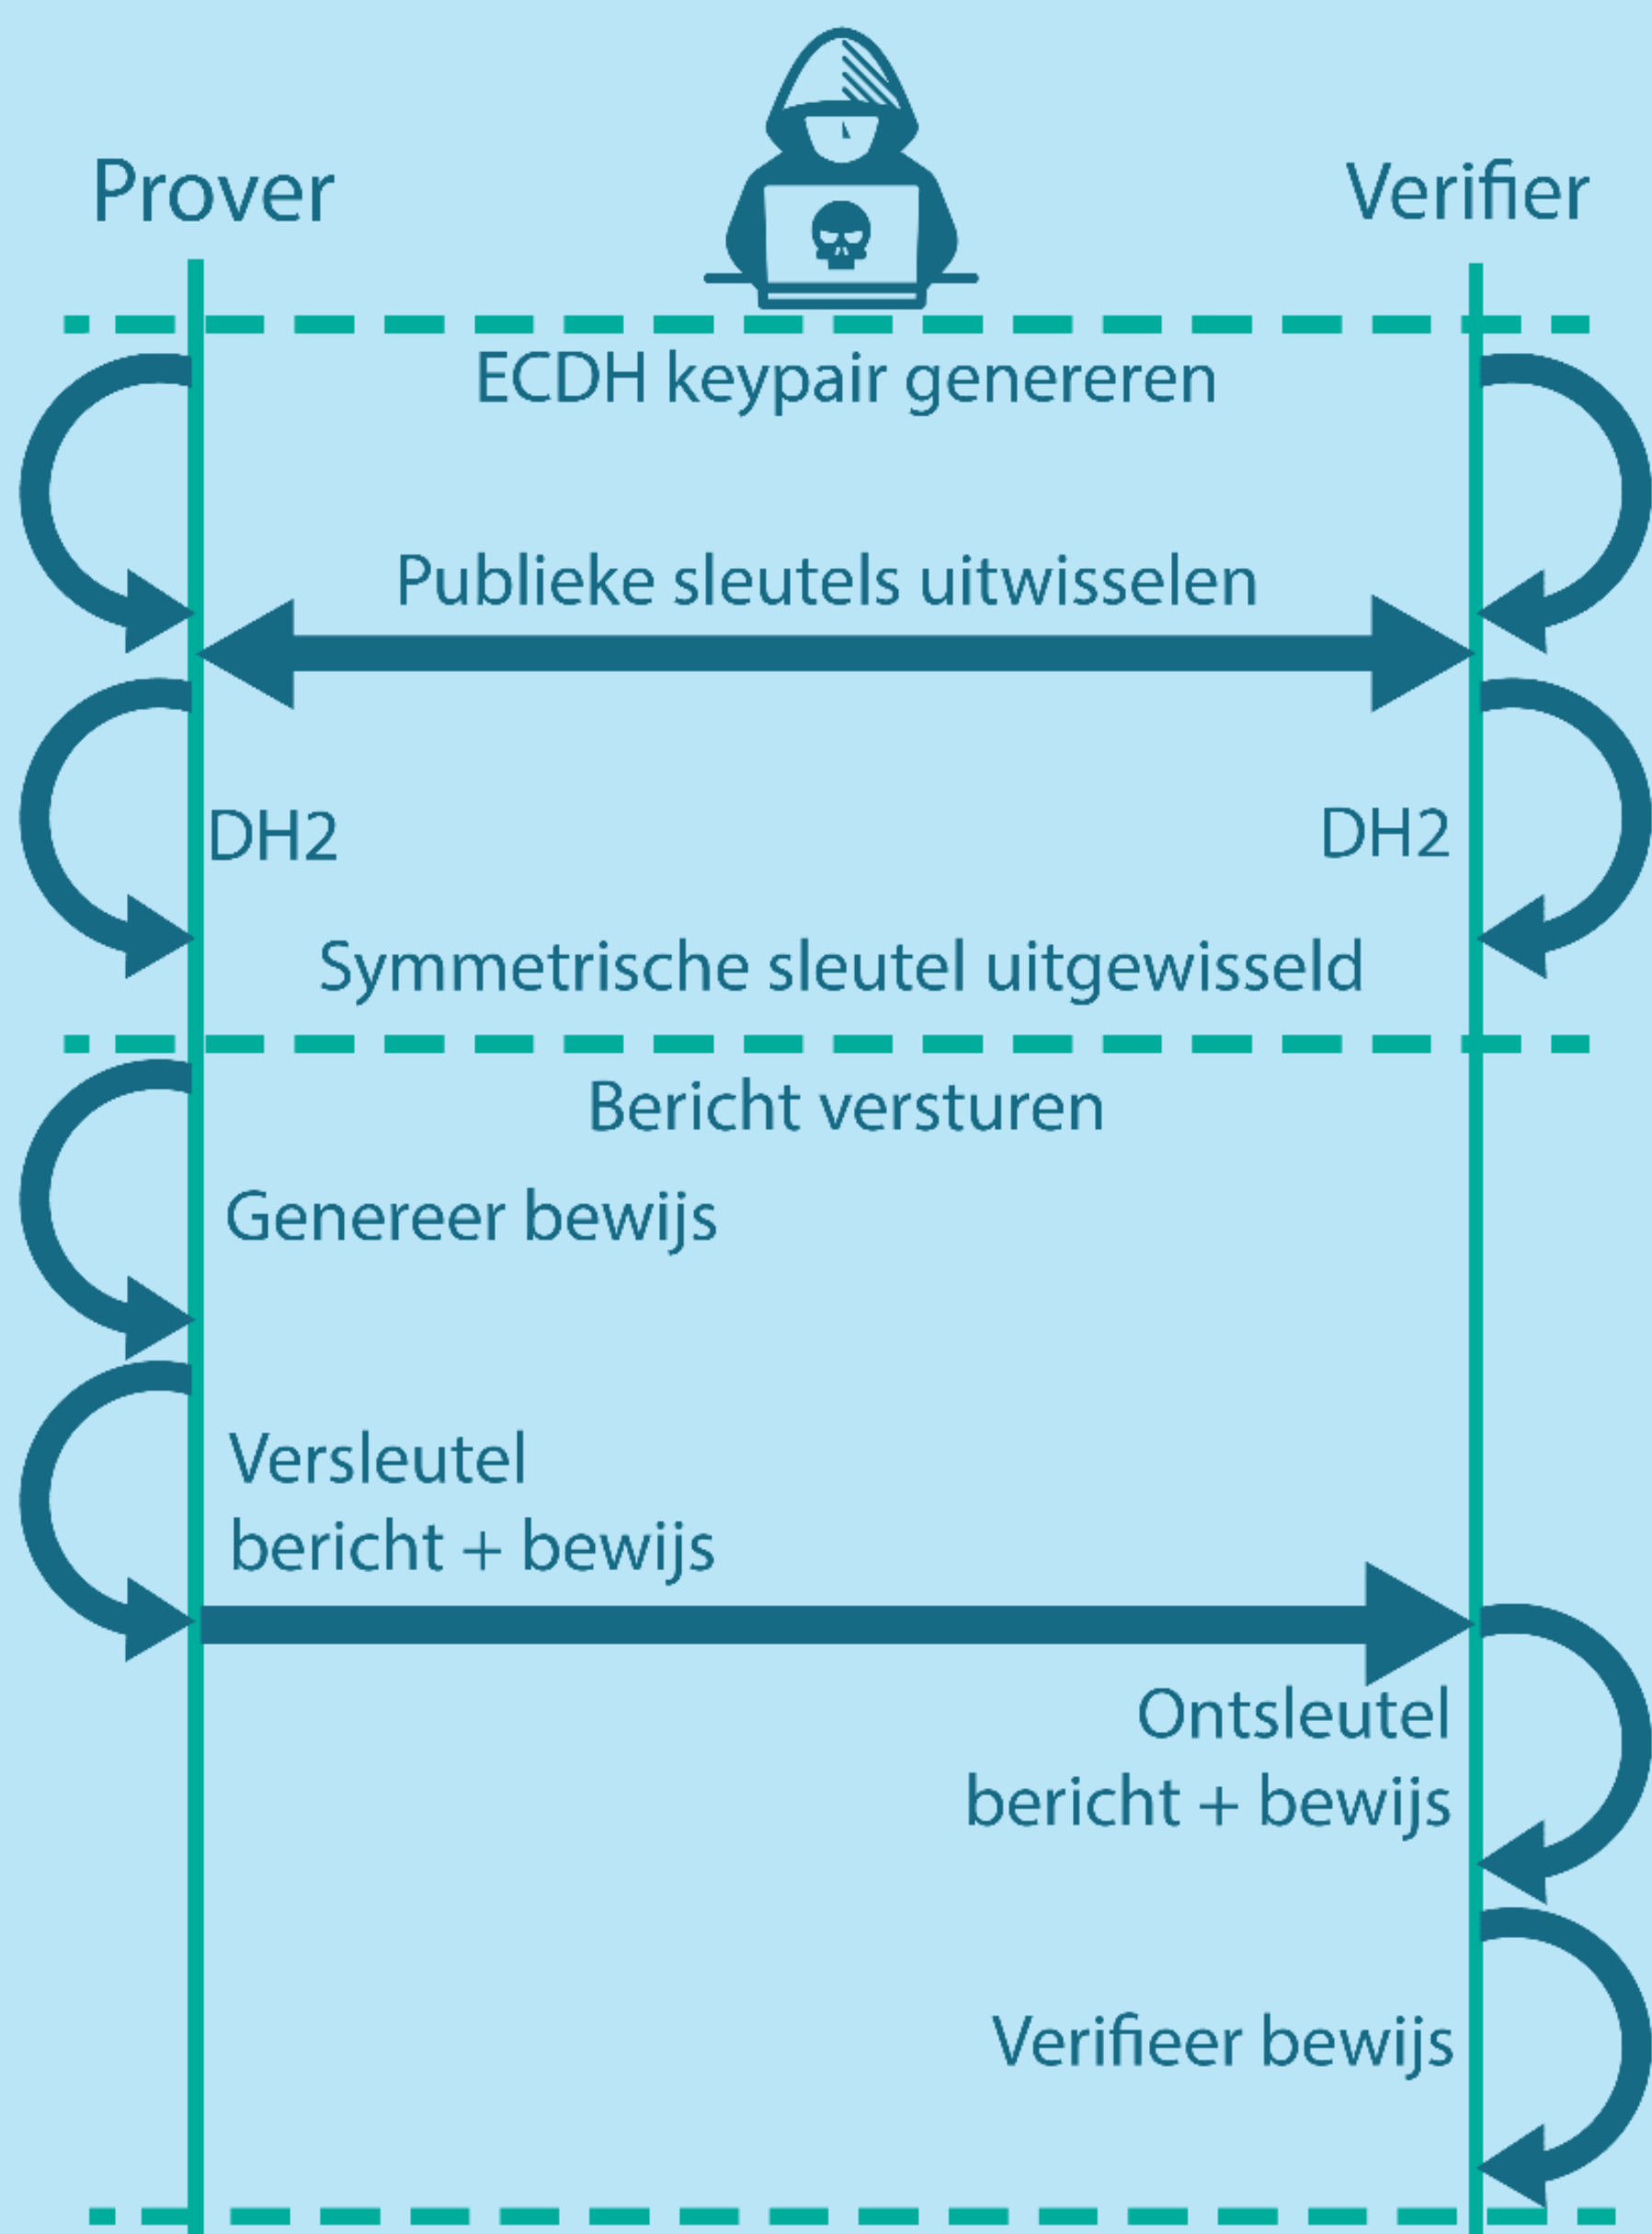 Prover
Verifier
ECDH keypair genereren
Publieke sleutels uitwisselen
DH2
DH2
Symmetrische sleutel uitgewisseld
Bericht versturen
Genereer bewijs
Versleutel
bericht + bewijs
Ontsleutel
bericht + bewijs
Verifieer bewijs